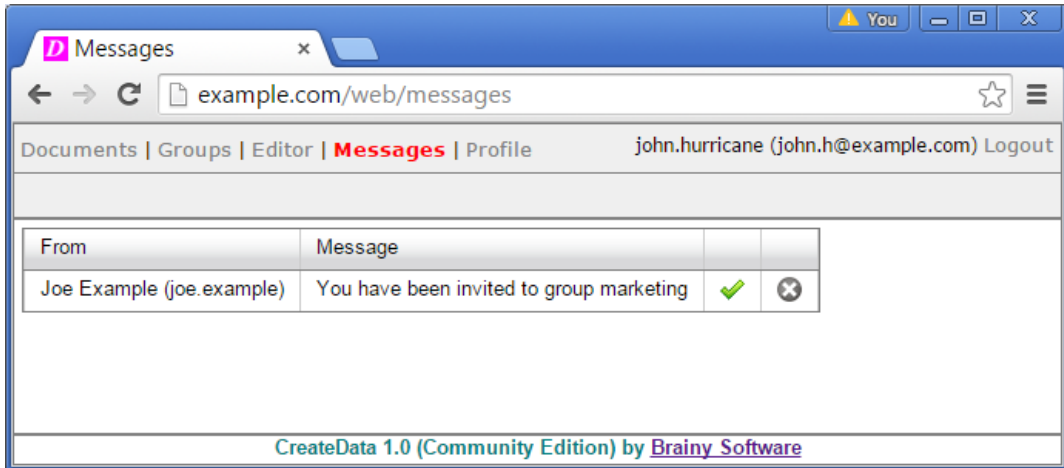 You
D Messages
example.com/web/messages
Documents | Groups | Editor | Messages | Profile john.hurricane (john.h@example.com) Logout
From Message
Joe Example (joe.example) You have been invited to group marketing
CreateData 1.0 (Community Edition) by Brainy Software